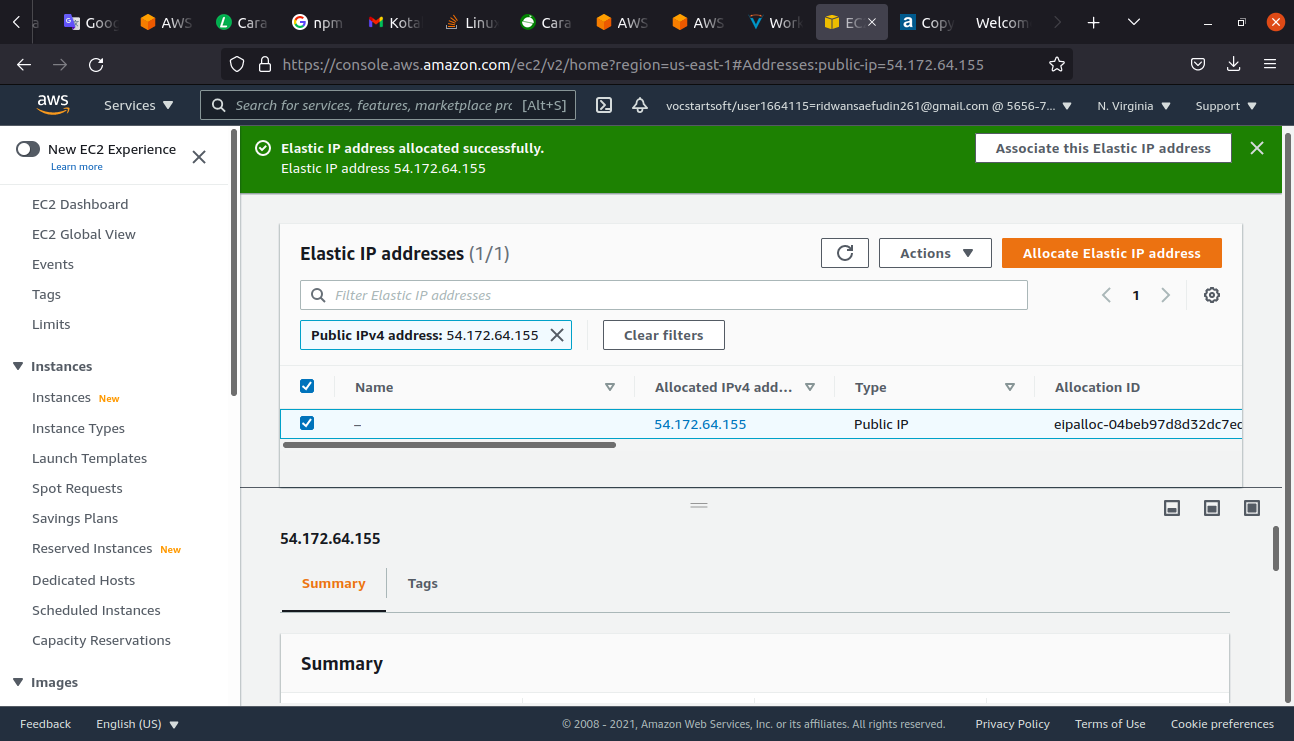 Goog
AWS
Cara
npm
Kota
Linux
Cara
AWS
AWS
Work
EC
Copy
Welcom
https://console.aws.amazon.com/ec2/v2/home?region=us-east-1#Addresses:public-ip=54.172.64.155
aws
Services
Search for services, features, marketplace prc
[Alt+S]
vocstartsoft/user1664115=ridwansaefudin261@gmail.com @ 5656-7...
N. Virginia
Support
New EC2 Experience
Learn more
EC2 Dashboard
EC2 Global View
Events
Tags
Limits
Instances
Instances New
Instance Types
Launch Templates
Spot Requests
Savings Plans
Reserved Instances New
Dedicated Hosts
Scheduled Instances
Capacity Reservations
Images
Elastic IP address allocated successfully.
Elastic IP address 54.172.64.155
Associate this Elastic IP address
Elastic IP addresses (1/1)
Actions
Allocate Elastic IP address
Filter Elastic IP addresses
1
Public IPv4 address: 54.172.64.155
Clear filters
Name
Allocated IPv4 add...
Type
Allocation ID
–
54.172.64.155
Public IP
eipalloc-04beb97d8d32dc7ec
54.172.64.155
Summary
Tags
Summary
Feedback
English (US)
© 2008 - 2021, Amazon Web Services, Inc. or its affiliates. All rights reserved.
Privacy Policy
Terms of Use
Cookie preferences